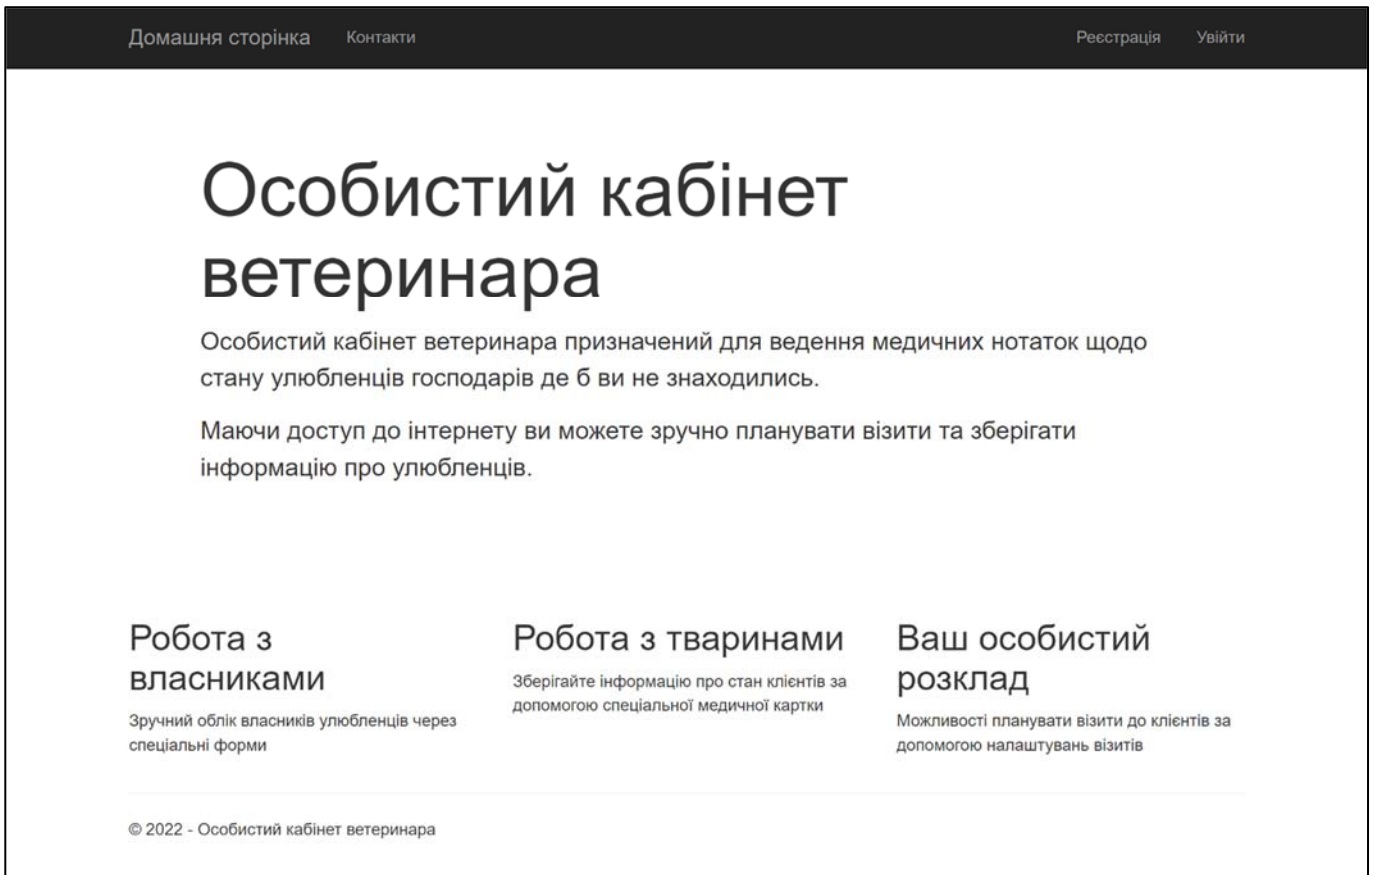 Домашня сторінка Контакти Реєстрація Увійти
Особистий кабінет
ветеринара
Особистий кабінет ветеринара призначений для ведення медичних нотаток щодо
стану улюбленців господарів де б ви не знаходились.
Маючи доступ до інтернету ви можете зручно планувати візити та зберігати
інформацію про улюбленців.
Робота з
власниками
Зручний облік власників улюбленців через
спеціальні форми
Робота з тваринами
Зберігайте інформацію про стан клієнтів за
допомогою спеціальної медичної картки
Ваш особистий
розклад
Можливості планувати візити до клієнтів за
допомогою налаштувань візитів
© 2022 - Особистий кабінет ветеринара